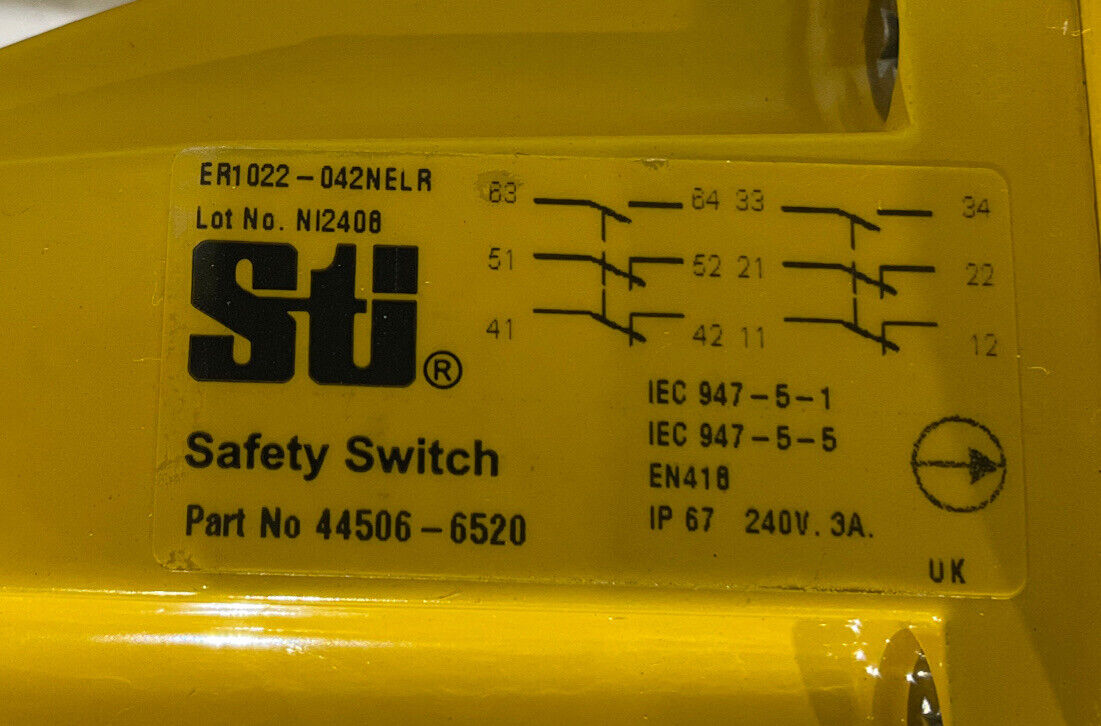 ER1022-042NELR
Lot No. NI2408
Sti®
Safety Switch
Part No 44506-6520
63 64 33 34
51 52 21 22
41 42 11 12
IEC 947-5-1
IEC 947-5-5
EN418
IP 67 240V. 3A.
UK